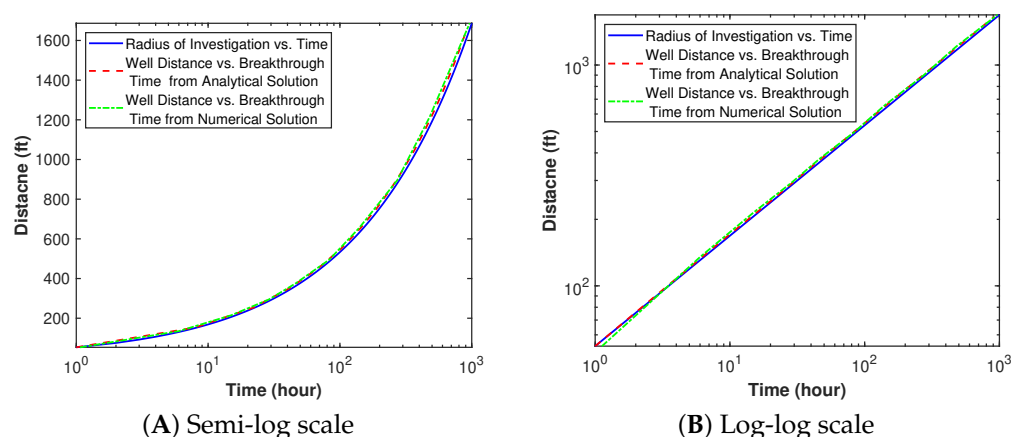 1600
1400
1200
1000
800
600
400
200
Distacne (ft)
Radius of Investigation vs. Time
Well Distance vs. Breakthrough
Time from Analytical Solution
Well Distance vs. Breakthrough
Time from Numerical Solution
10^0 10^1 10^2 10^3
Time (hour)
(A) Semi-log scale
10^3
10^2
Distacne (ft)
Radius of Investigation vs. Time
Well Distance vs. Breakthrough
Time from Analytical Solution
Well Distance vs. Breakthrough
Time from Numerical Solution
10^0 10^1 10^2 10^3
Time (hour)
(B) Log-log scale